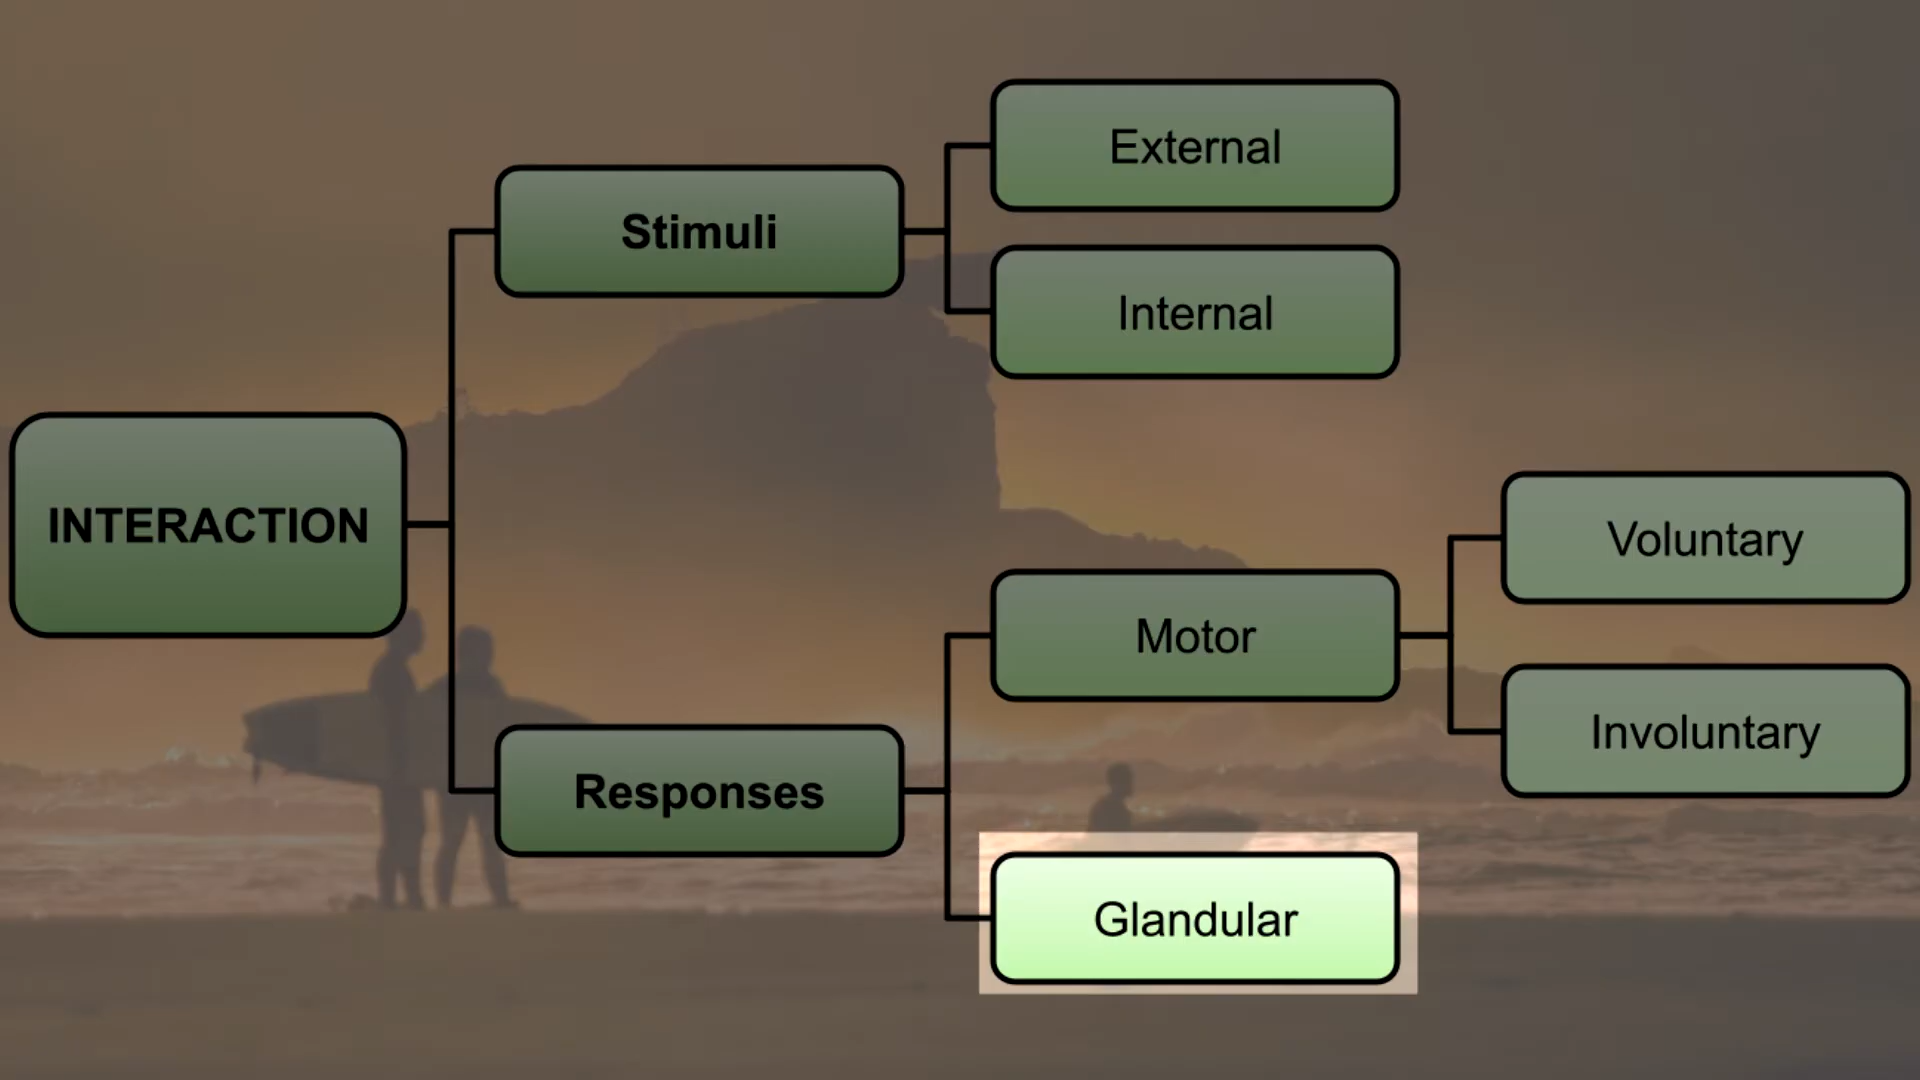 INTERACTION
Stimuli
External
Internal
Responses
Motor
Voluntary
Involuntary
Glandular